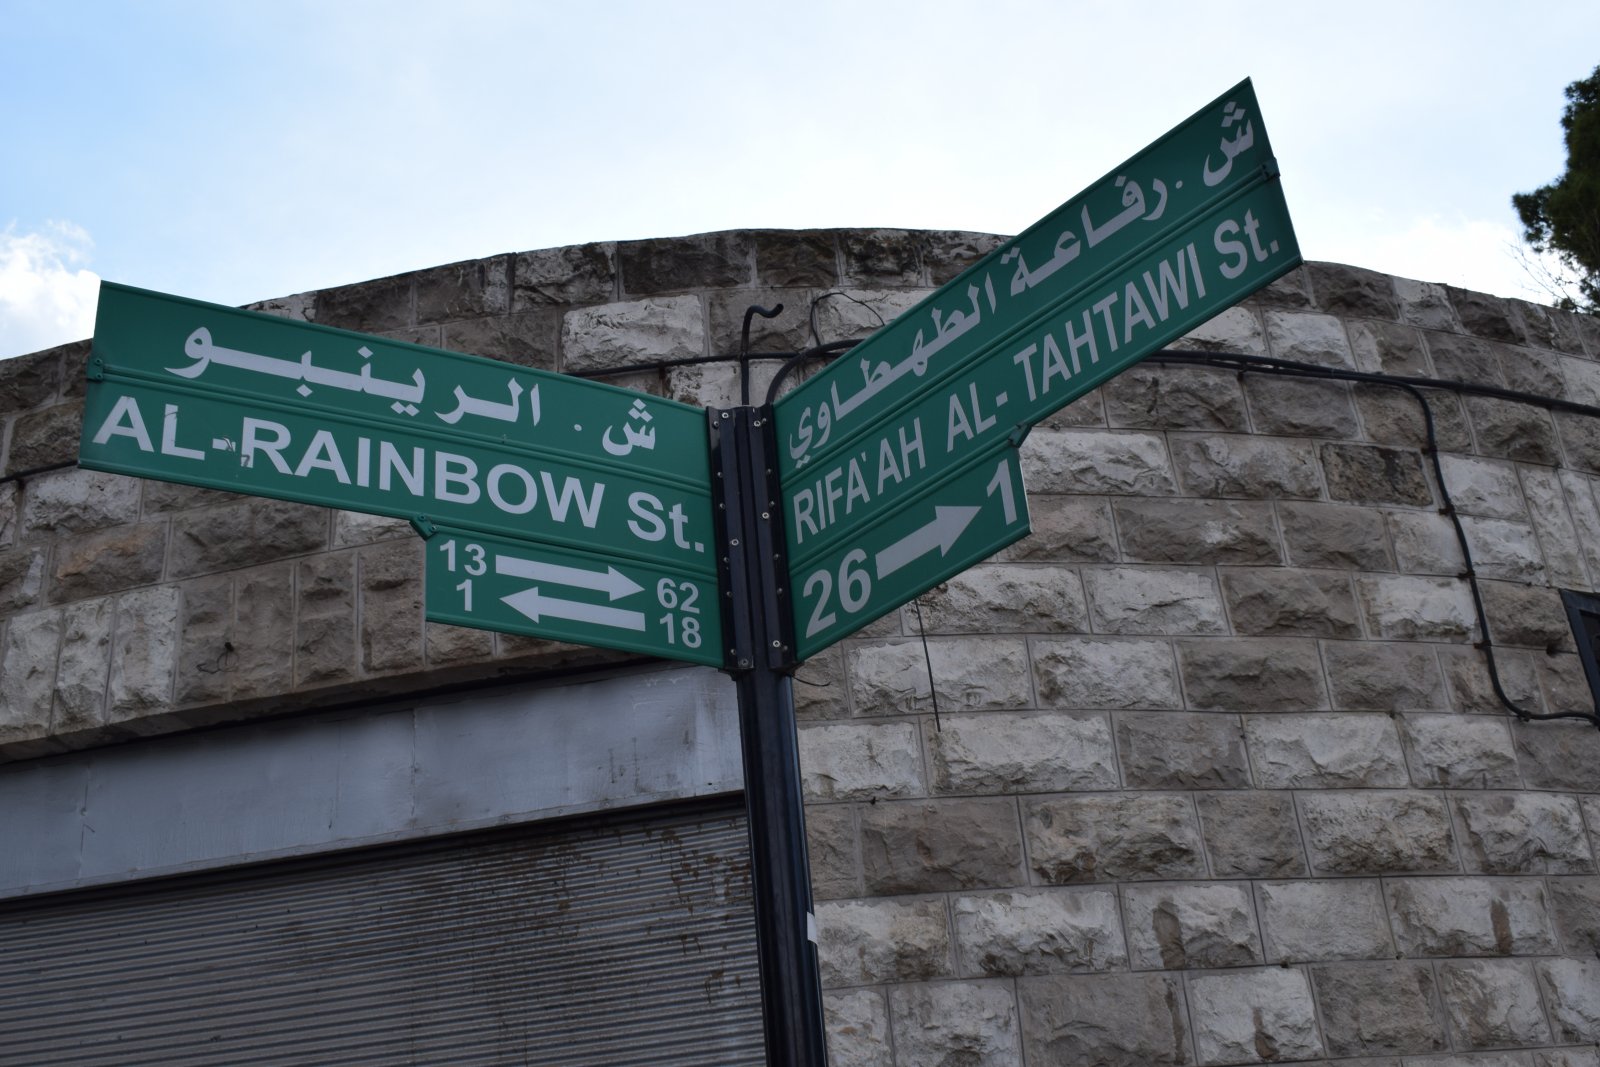 ش. الرينبو
AL-RAINBOW St.
13 62
1 18
ش. رفاعة الطهطاوي
RIFA'AH AL-TAHTAWI St.
26 1